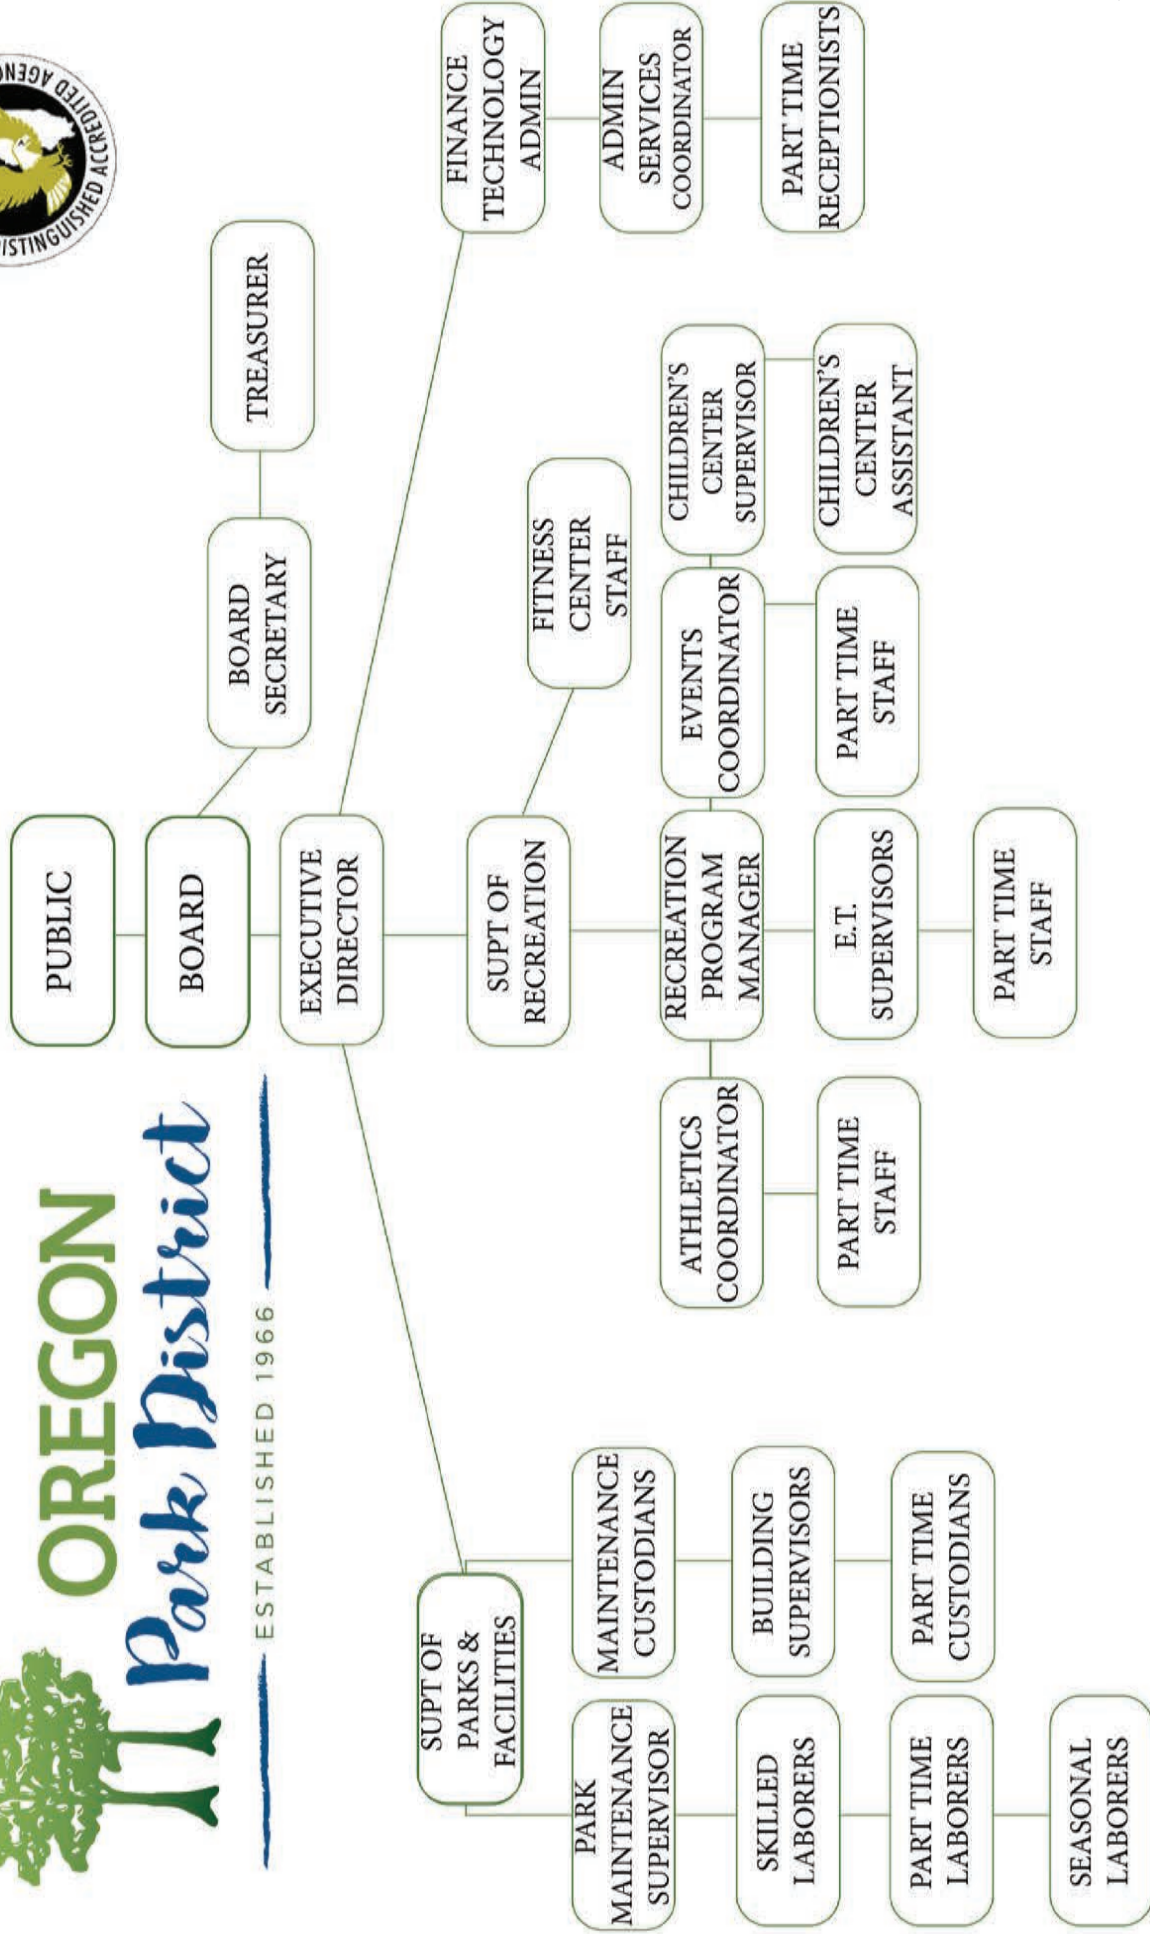 OREGON
Park District
ESTABLISHED 1966
DISTINGUISHED ACCREDITED
PUBLIC
BOARD
BOARD
SECRETARY
TREASURER
EXECUTIVE
DIRECTOR
SUPT OF
PARKS &
FACILITIES
SUPT OF
RECREATION
FINANCE
TECHNOLOGY
ADMIN
FITNESS
CENTER
STAFF
PARK
MAINTENANCE
SUPERVISOR
MAINTENANCE
CUSTODIANS
ATHLETICS
COORDINATOR
RECREATION
PROGRAM
MANAGER
EVENTS
COORDINATOR
CHILDREN'S
CENTER
SUPERVISOR
ADMIN
SERVICES
COORDINATOR
SKILLED
LABORERS
BUILDING
SUPERVISORS
PART TIME
STAFF
E.T.
SUPERVISORS
PART TIME
STAFF
CHILDREN'S
CENTER
ASSISTANT
PART TIME
RECEPTIONISTS
PART TIME
LABORERS
PART TIME
CUSTODIANS
PART TIME
STAFF
SEASONAL
LABORERS